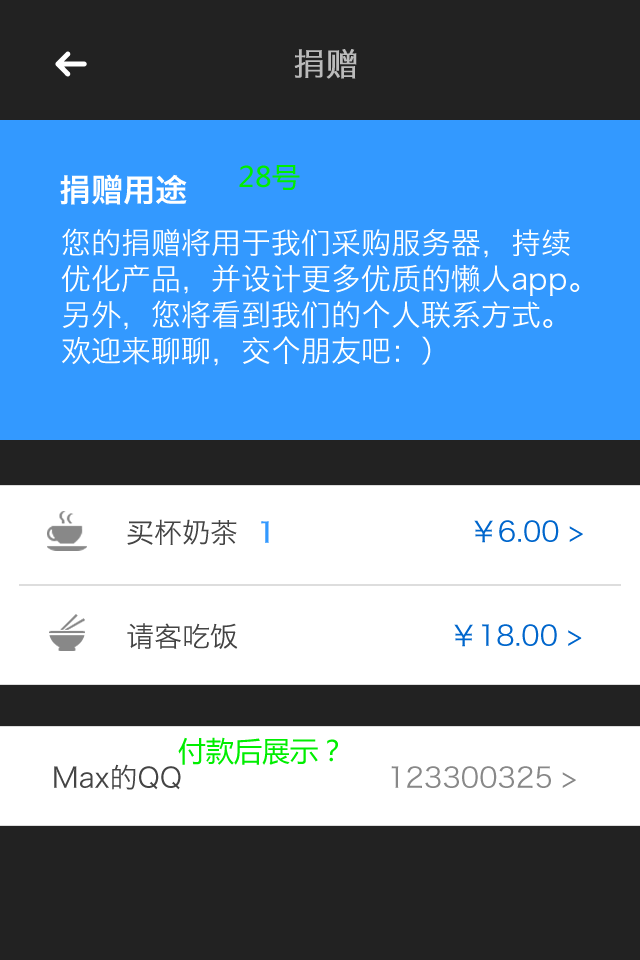 捐赠
捐赠用途 28号
您的捐赠将用于我们采购服务器，持续
优化产品，并设计更多优质的懒人app。
另外，您将看到我们的个人联系方式。
欢迎来聊聊，交个朋友吧：）
买杯奶茶 1 ￥6.00 >
请客吃饭 ￥18.00 >
付款后展示？
Max的QQ 123300325 >